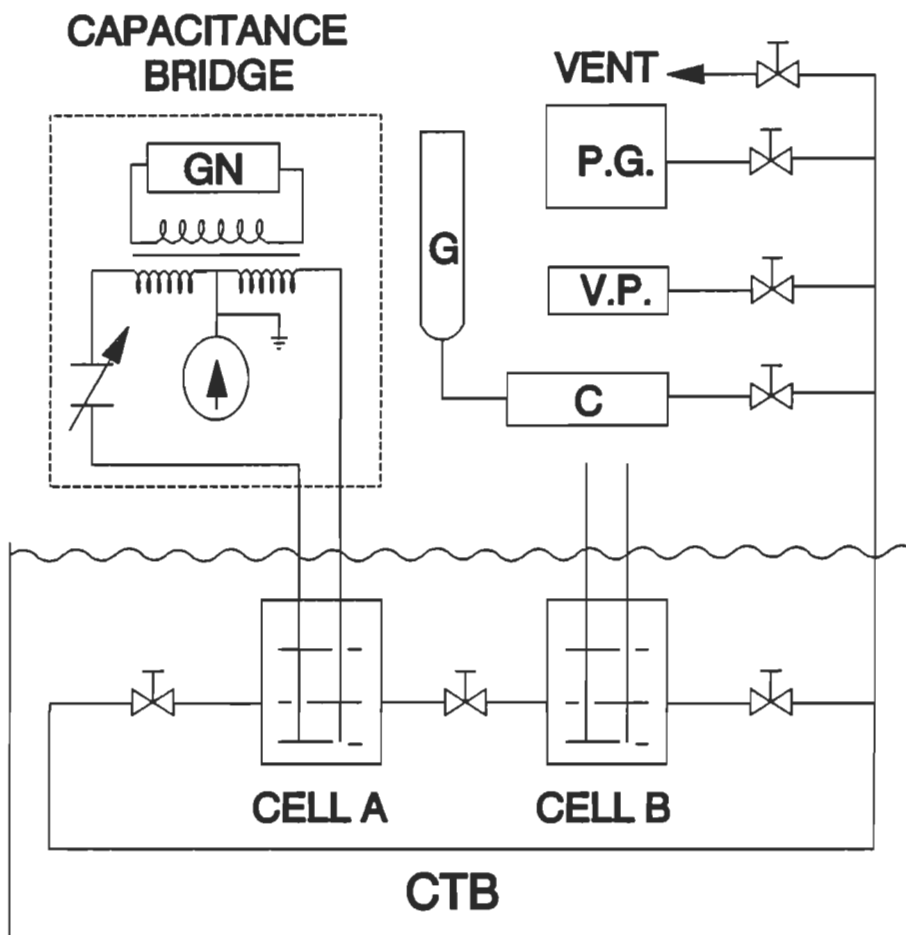 CAPACITANCE
BRIDGE
GN
VENT
P.G.
G
V.P.
C
CELL A
CELL B
CTB